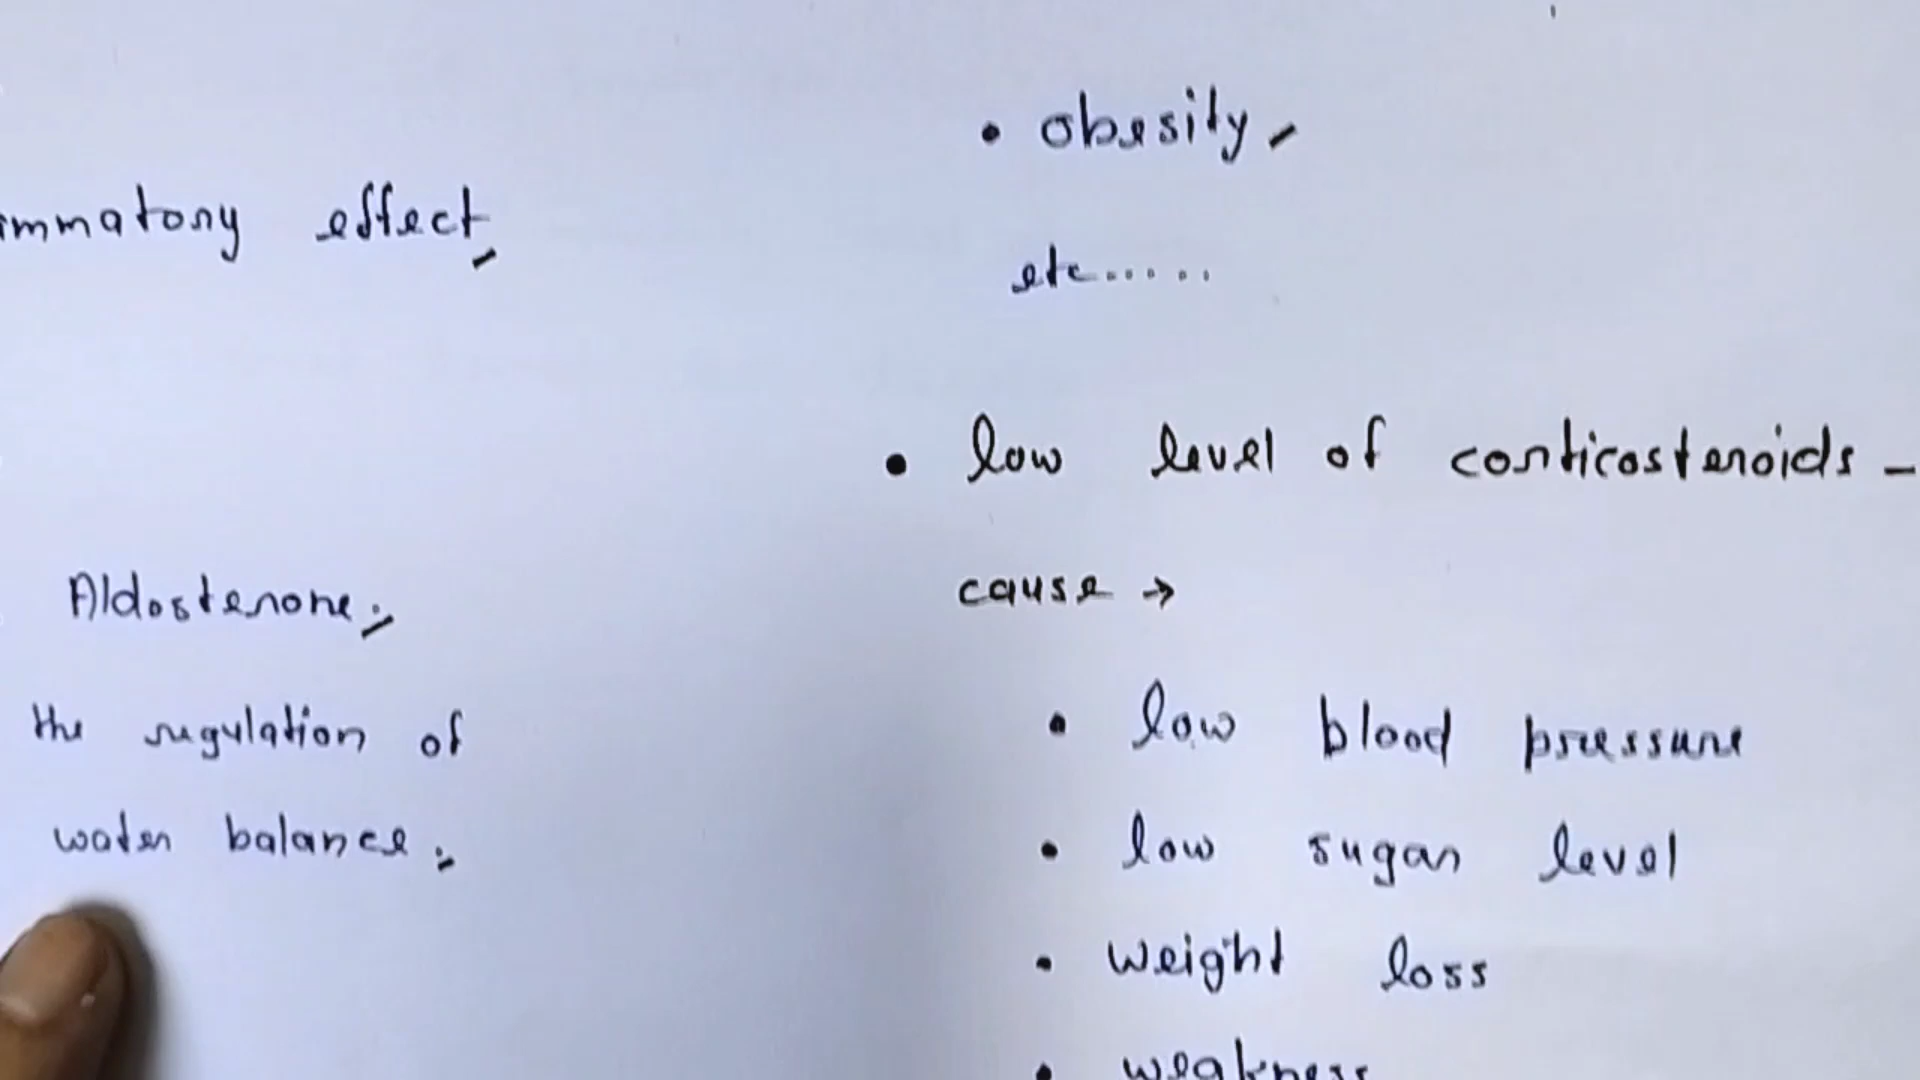 mmatory effect
Aldosterone
the regulation of
water balance
• obesity
etc......
• low level of corticosteroids -
cause →
• low blood pressure
• low sugar level
• weight loss
• weakness